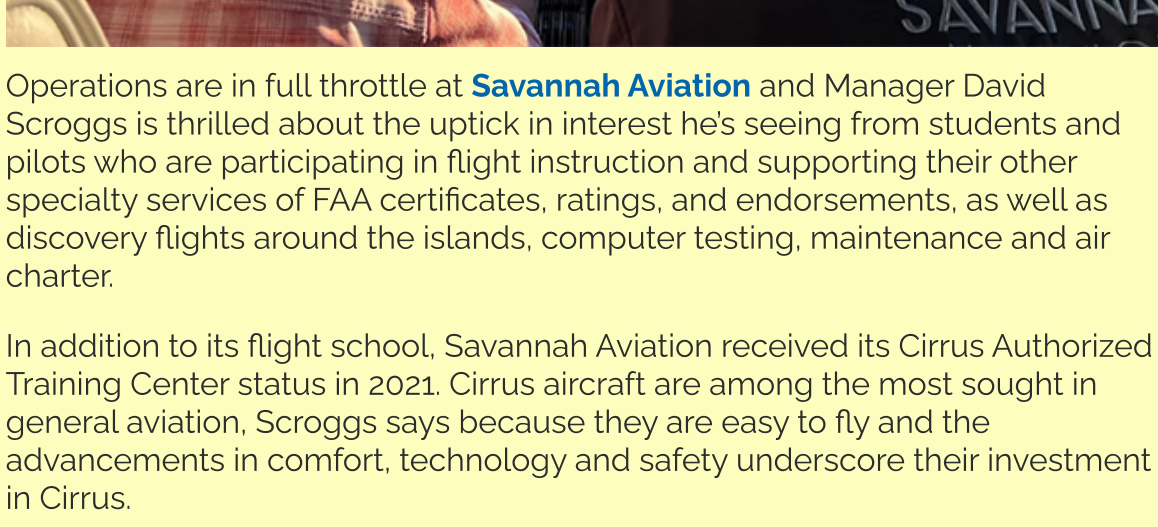 SAVANNA
Operations are in full throttle at Savannah Aviation and Manager David
Scroggs is thrilled about the uptick in interest he's seeing from students and
pilots who are participating in flight instruction and supporting their other
specialty services of FAA certificates, ratings, and endorsements, as well as
discovery flights around the islands, computer testing, maintenance and air
charter.
In addition to its flight school, Savannah Aviation received its Cirrus Authorized
Training Center status in 2021. Cirrus aircraft are among the most sought in
general aviation, Scroggs says because they are easy to fly and the
advancements in comfort, technology and safety underscore their investment
in Cirrus.